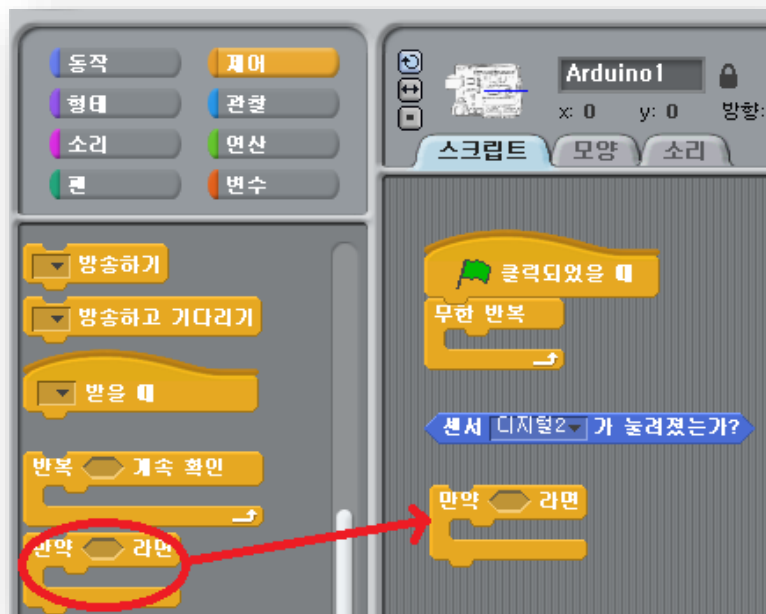 동작
제어
형태
관찰
소리
연산
펜
변수
방송하기
방송하고 기다리기
받을 때
반복 계속 확인
만약 라면
Arduino1
x: 0 y: 0 방향:
스크립트 모양 소리
클릭되었을 때
무한 반복
센서 디지털2 가 눌려졌는가?
만약 라면